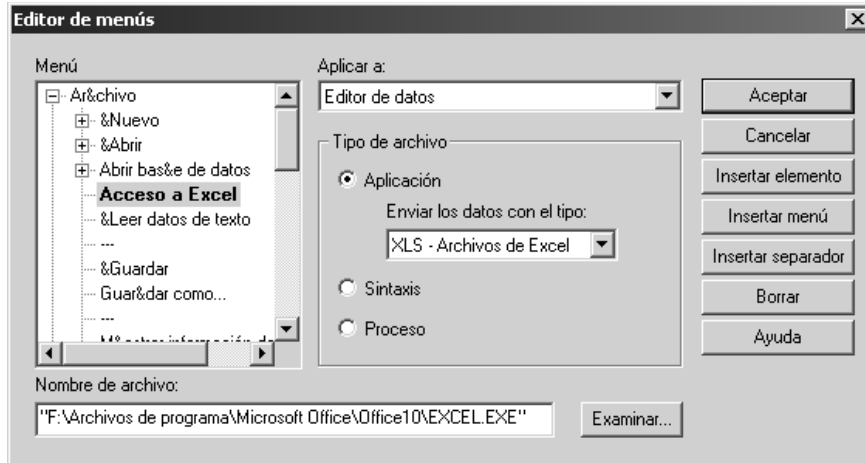 Editor de menús
Menú
Ar&chivo
&Nuevo
&Abrir
Abrir bas&e de datos
Acceso a Excel
&Leer datos de texto
---
&Guardar
Guar&dar como...
---
Aplicar a:
Editor de datos
Tipo de archivo
Aplicación
Enviar los datos con el tipo:
XLS - Archivos de Excel
Sintaxis
Proceso
Aceptar
Cancelar
Insertar elemento
Insertar menú
Insertar separador
Borrar
Ayuda
Nombre de archivo:
"F:\Archivos de programa\Microsoft Office\Office10\EXCEL.EXE"
Examinar...